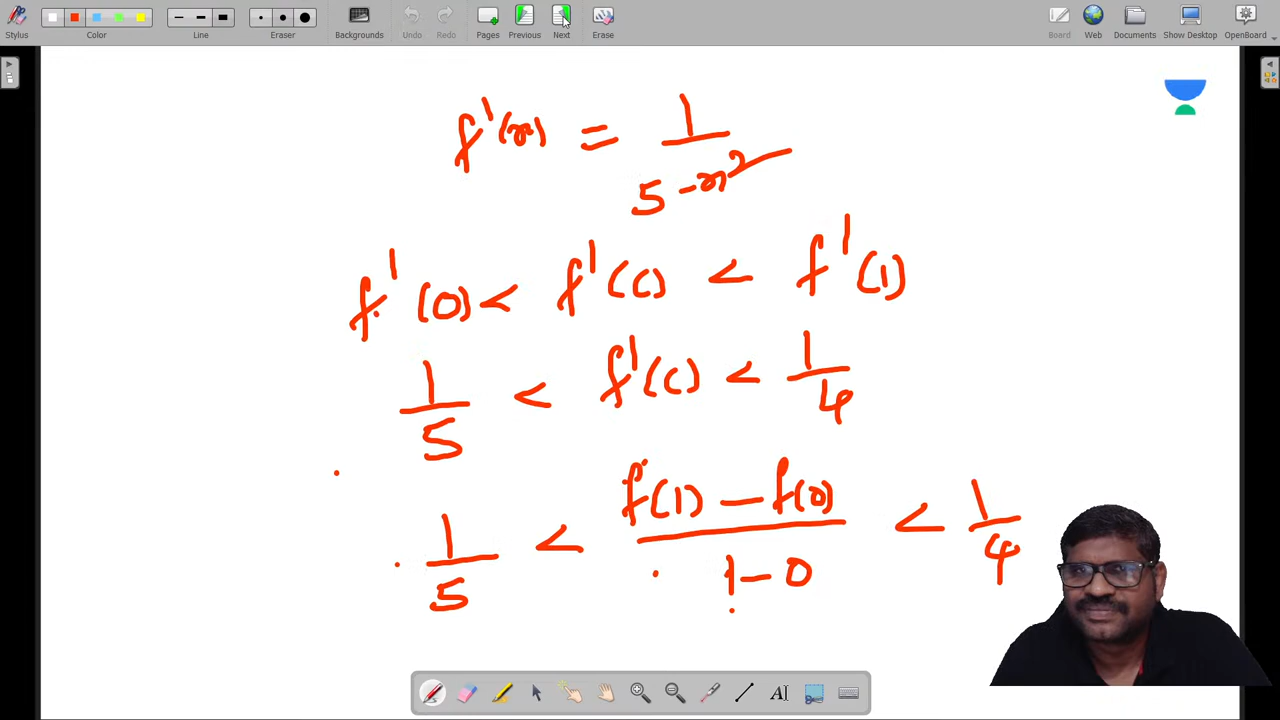 Stylus Color Line Eraser Backgrounds Undo Redo Pages Previous Next Erase Board Web Documents Show Desktop OpenBoard
f'(x) = 1/(5-x²)
f'(0) < f'(c) < f'(1)
1/5 < f'(c) < 1/4
1/5 < (f(1) - f(0))/(1-0) < 1/4